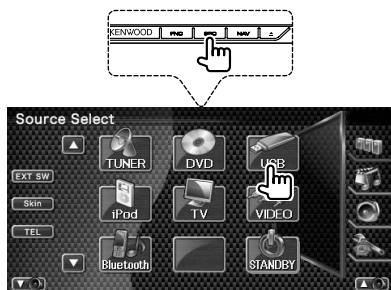 KENWOOD FNC SRC NAV
Source Select
TUNER DVD USB
EXT SW
iPod TV VIDEO
Skin
TEL
Bluetooth STANDBY